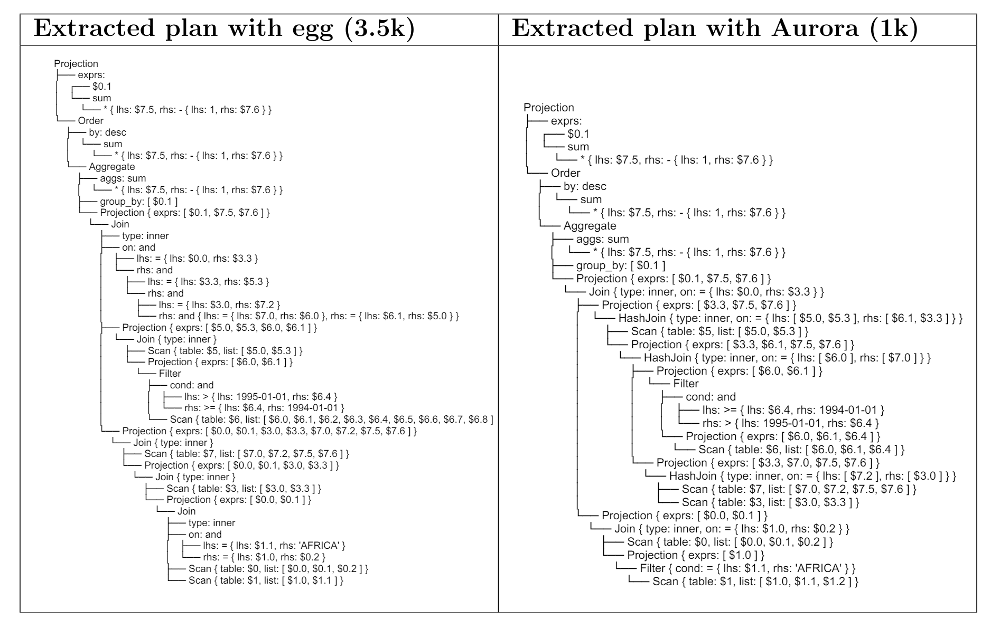 Extracted plan with egg (3.5k)
Projection
exprs:
$0.1
sum
* { lhs: $7.5, rhs: - { lhs: 1, rhs: $7.6 } }
Order
by: desc
sum
* { lhs: $7.5, rhs: - { lhs: 1, rhs: $7.6 } }
Aggregate
aggs: sum
* { lhs: $7.5, rhs: - { lhs: 1, rhs: $7.6 } }
group_by: [ $0.1 ]
Projection { exprs: [ $0.1, $7.5, $7.6 ] }
Join
type: inner
on: and
lhs: = { lhs: $0.0, rhs: $3.3 }
rhs: and
lhs: = { lhs: $3.3, rhs: $5.3 }
rhs: and
lhs: = { lhs: $3.0, rhs: $7.2 }
rhs: and { lhs: = { lhs: $7.0, rhs: $6.0 }, rhs: = { lhs: $6.1, rhs: $5.0 } }
Projection { exprs: [ $5.0, $5.3, $6.0, $6.1 ] }
Join { type: inner }
Scan { table: $5, list: [ $5.0, $5.3 ] }
Projection { exprs: [ $6.0, $6.1 ] }
Filter
cond: and
lhs: > { lhs: 1995-01-01, rhs: $6.4 }
rhs: >= { lhs: $6.4, rhs: 1994-01-01 }
Scan { table: $6, list: [ $6.0, $6.1, $6.2, $6.3, $6.4, $6.5, $6.6, $6.7, $6.8 ]
Projection { exprs: [ $0.0, $0.1, $3.0, $3.3, $7.0, $7.2, $7.5, $7.6 ] }
Join { type: inner }
Scan { table: $7, list: [ $7.0, $7.2, $7.5, $7.6 ] }
Projection { exprs: [ $0.0, $0.1, $3.0, $3.3 ] }
Join { type: inner }
Scan { table: $3, list: [ $3.0, $3.3 ] }
Projection { exprs: [ $0.0, $0.1 ] }
Join
type: inner
on: and
lhs: = { lhs: $1.1, rhs: 'AFRICA' }
rhs: = { lhs: $1.0, rhs: $0.2 }
Scan { table: $0, list: [ $0.0, $0.1, $0.2 ] }
Scan { table: $1, list: [ $1.0, $1.1 ] }
Extracted plan with Aurora (1k)
Projection
exprs:
$0.1
sum
* { lhs: $7.5, rhs: - { lhs: 1, rhs: $7.6 } }
Order
by: desc
sum
* { lhs: $7.5, rhs: - { lhs: 1, rhs: $7.6 } }
Aggregate
aggs: sum
* { lhs: $7.5, rhs: - { lhs: 1, rhs: $7.6 } }
group_by: [ $0.1 ]
Projection { exprs: [ $0.1, $7.5, $7.6 ] }
Join { type: inner, on: = { lhs: $0.0, rhs: $3.3 } }
Projection { exprs: [ $3.3, $7.5, $7.6 ] }
HashJoin { type: inner, on: = { lhs: [ $5.0, $5.3 ], rhs: [ $6.1, $3.3 ] } }
Scan { table: $5, list: [ $5.0, $5.3 ] }
Projection { exprs: [ $3.3, $6.1, $7.5, $7.6 ] }
HashJoin { type: inner, on: = { lhs: [ $6.0 ], rhs: [ $7.0 ] } }
Projection { exprs: [ $6.0, $6.1 ] }
Filter
cond: and
lhs: >= { lhs: $6.4, rhs: 1994-01-01 }
rhs: > { lhs: 1995-01-01, rhs: $6.4 }
Projection { exprs: [ $6.0, $6.1, $6.4 ] }
Scan { table: $6, list: [ $6.0, $6.1, $6.4 ] }
Projection { exprs: [ $3.3, $7.0, $7.5, $7.6 ] }
HashJoin { type: inner, on: = { lhs: [ $7.2 ], rhs: [ $3.0 ] } }
Scan { table: $7, list: [ $7.0, $7.2, $7.5, $7.6 ] }
Scan { table: $3, list: [ $3.0, $3.3 ] }
Projection { exprs: [ $0.0, $0.1 ] }
Join { type: inner, on: = { lhs: $1.0, rhs: $0.2 } }
Scan { table: $0, list: [ $0.0, $0.1, $0.2 ] }
Projection { exprs: [ $1.0 ] }
Filter { cond: = { lhs: $1.1, rhs: 'AFRICA' } }
Scan { table: $1, list: [ $1.0, $1.1, $1.2 ] }